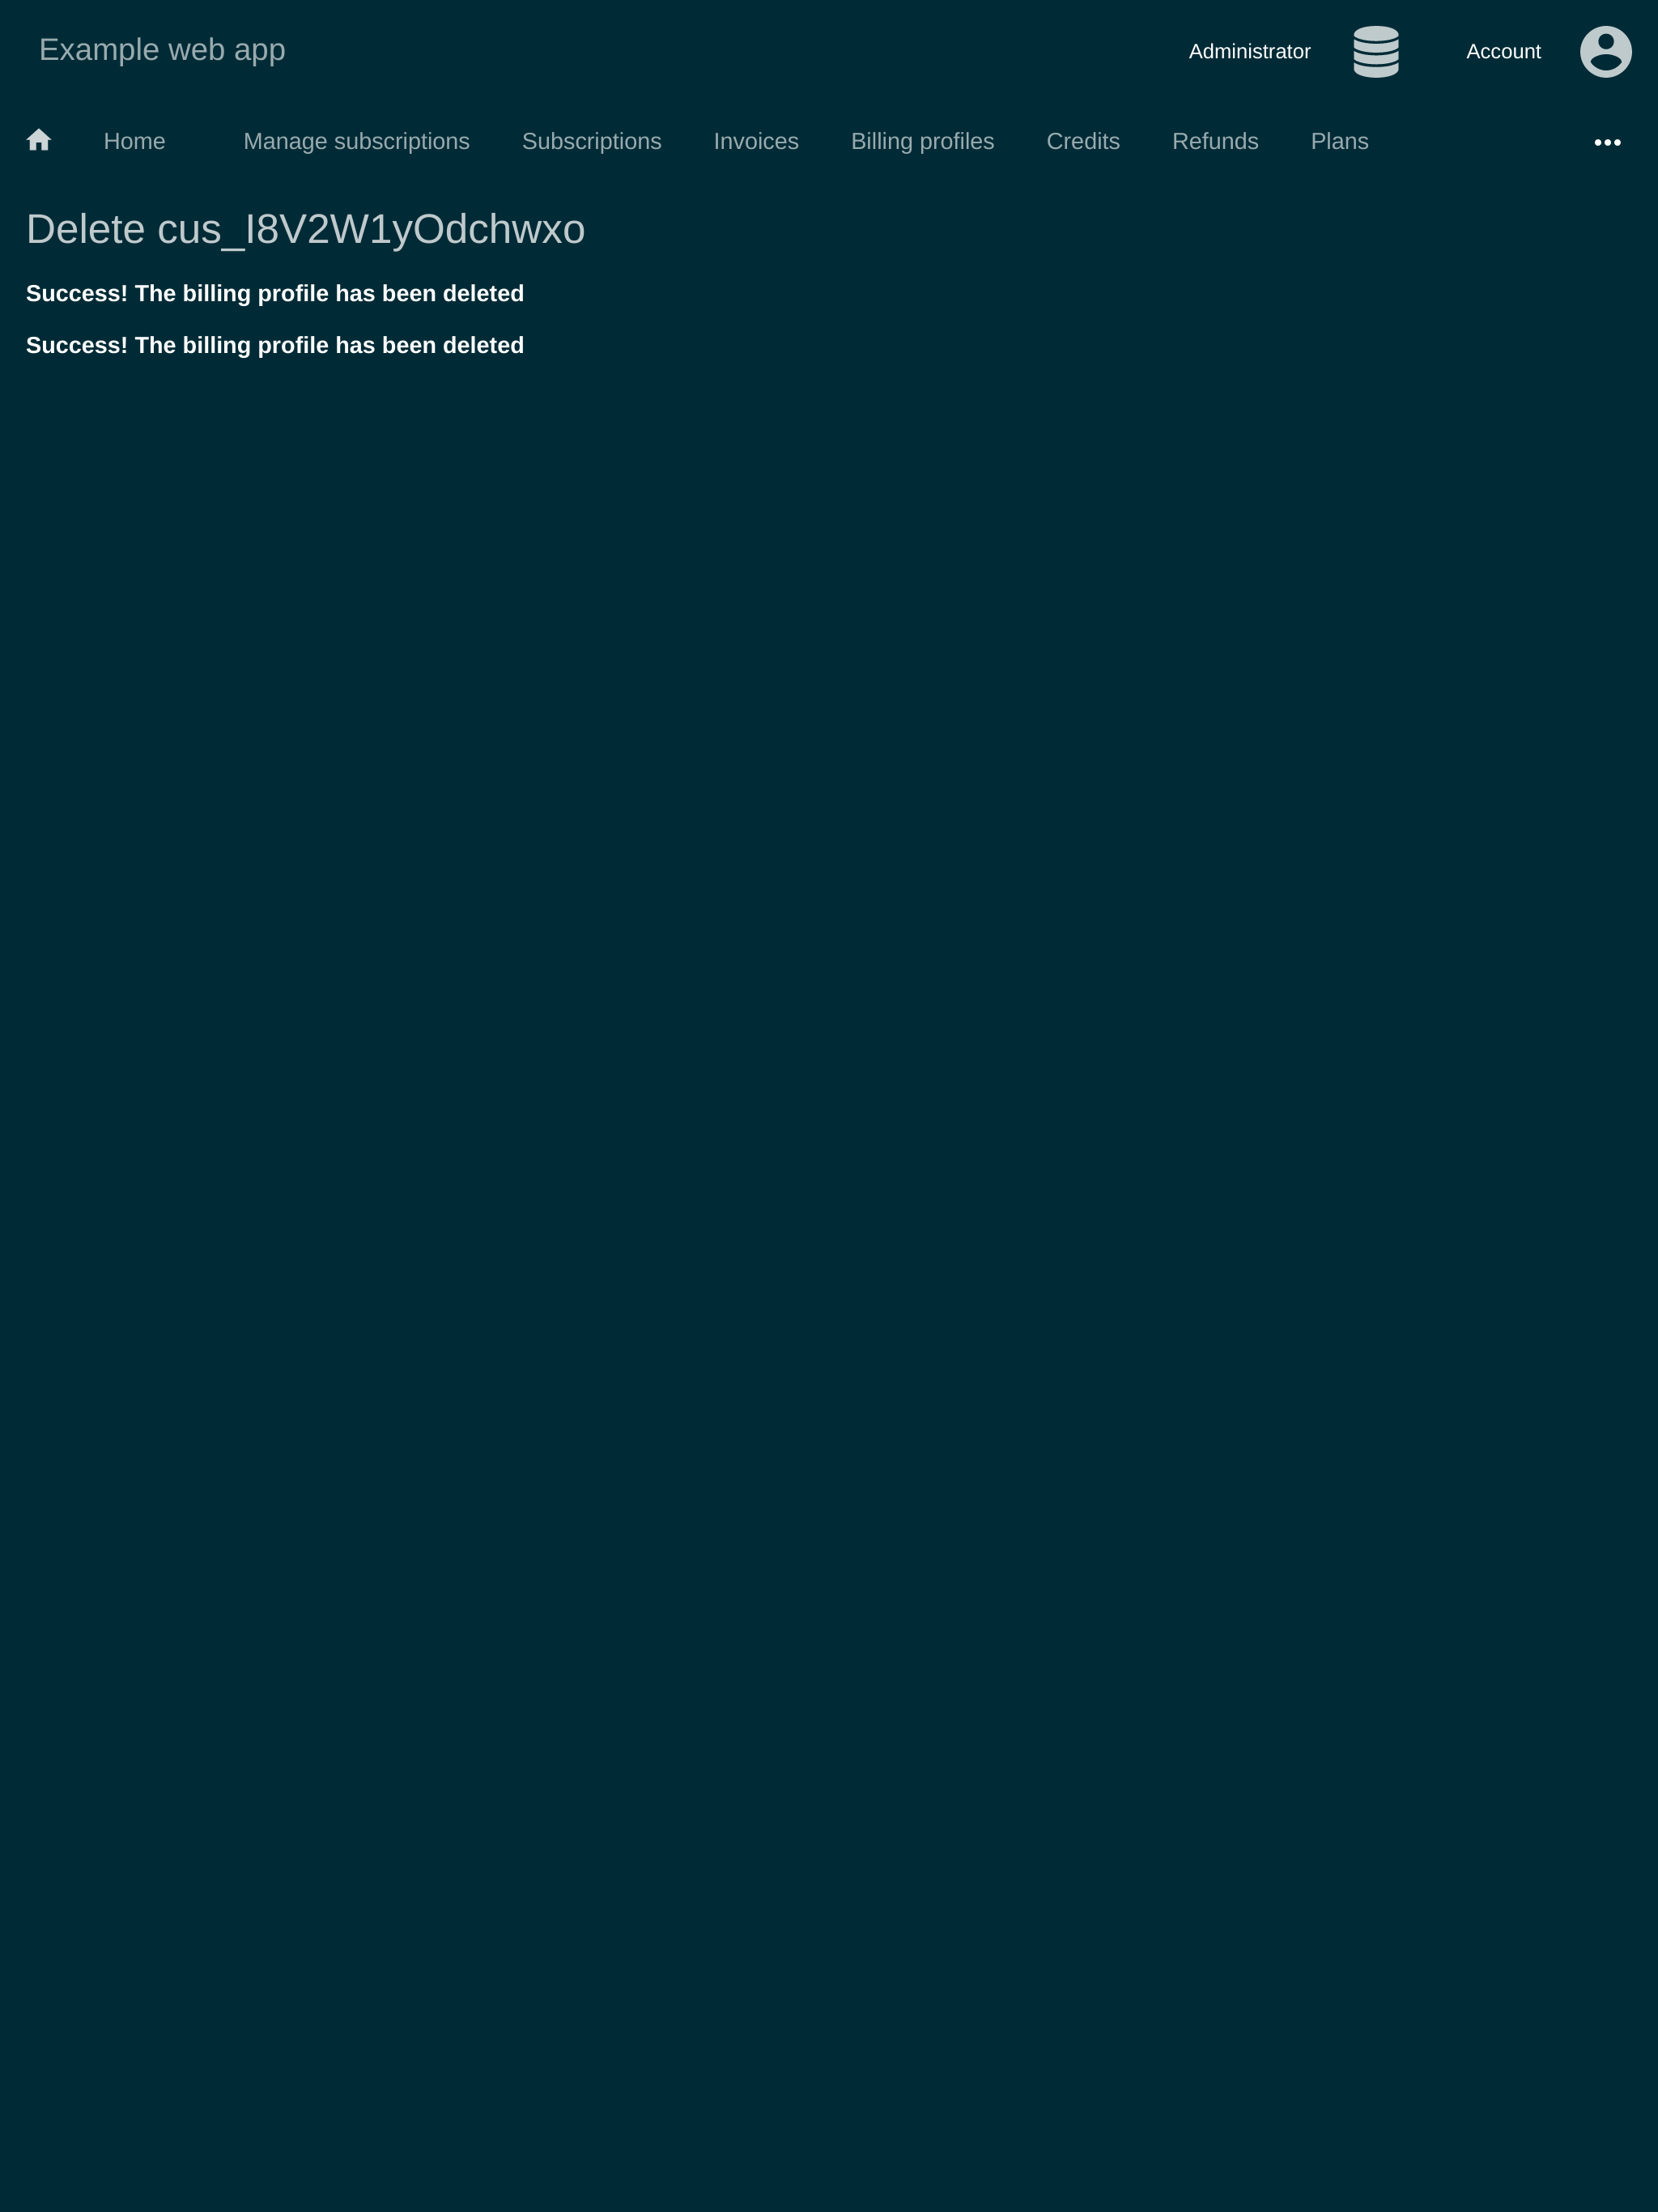 Example web app
Administrator
Account
Home
Manage subscriptions
Subscriptions
Invoices
Billing profiles
Credits
Refunds
Plans
Delete cus_I8V2W1yOdchwxo
Success! The billing profile has been deleted
Success! The billing profile has been deleted